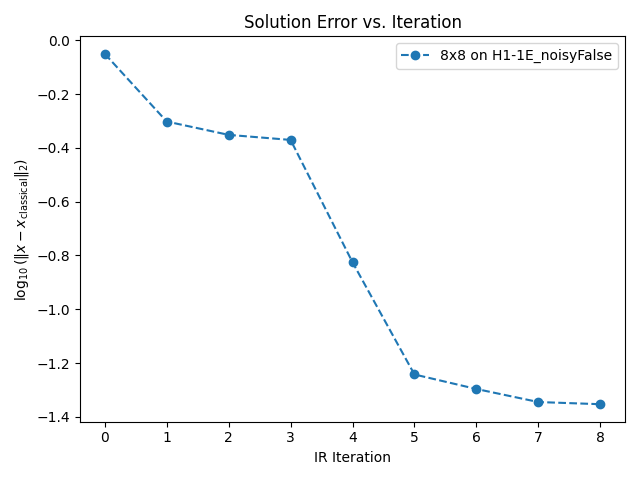 Solution Error vs. Iteration
8x8 on H1-1E_noisyFalse
0.0
−0.2
−0.4
−0.6
−0.8
−1.0
−1.2
−1.4
log₁₀ (‖x − x_classical‖₂)
0 1 2 3 4 5 6 7 8
IR Iteration